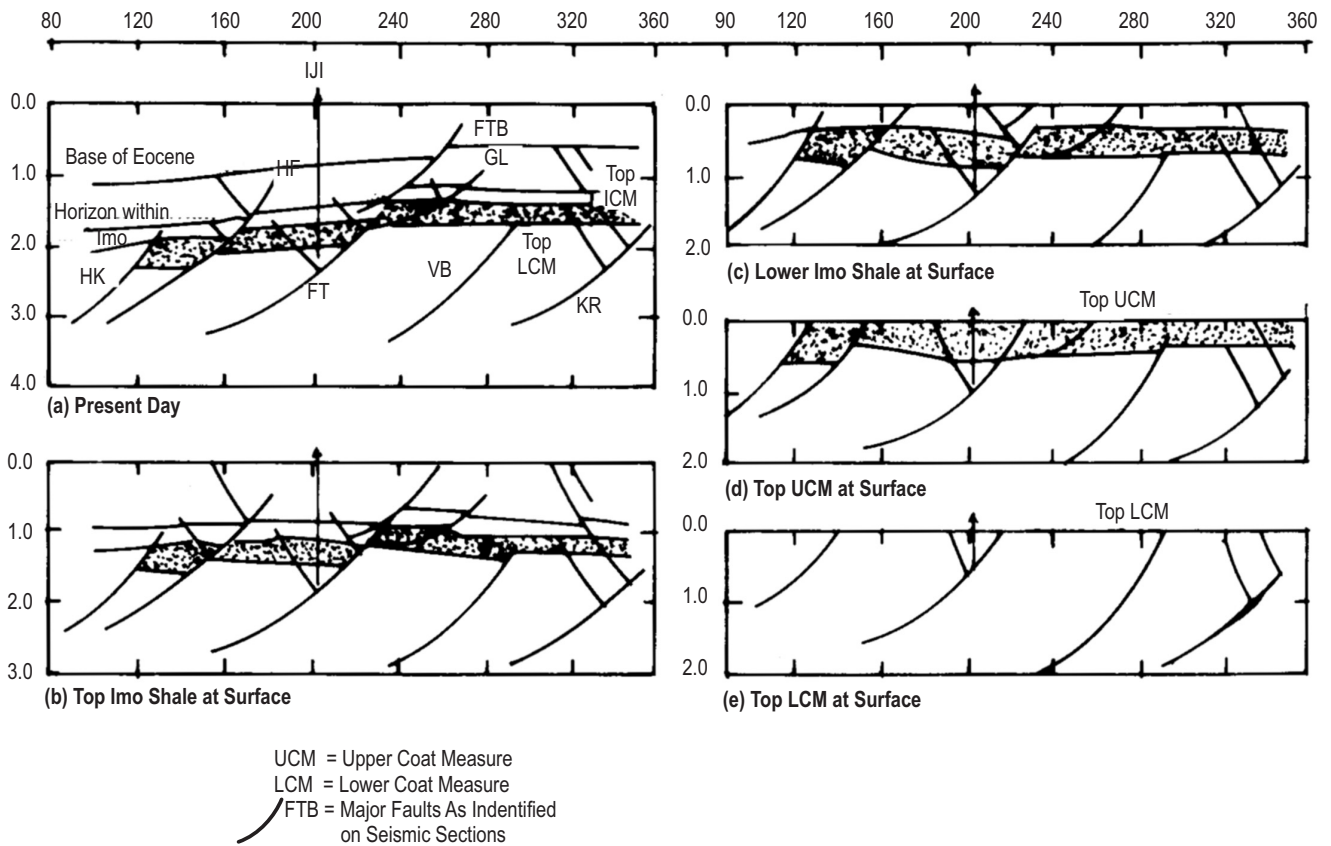 80 120 160 200 240 280 320 360
90 120 160 200 240 280 320 360
IJI
0.0
1.0
2.0
3.0
4.0
Base of Eocene
HF
FTB
GL
Top
ICM
Horizon within
Imo
HK
FT
VB
Top
LCM
KR
(a) Present Day
0.0
1.0
2.0
3.0
(b) Top Imo Shale at Surface
0.0
1.0
2.0
(c) Lower Imo Shale at Surface
Top UCM
0.0
1.0
2.0
(d) Top UCM at Surface
Top LCM
0.0
1.0
2.0
(e) Top LCM at Surface
UCM = Upper Coat Measure
LCM = Lower Coat Measure
FTB = Major Faults As Indentified
on Seismic Sections